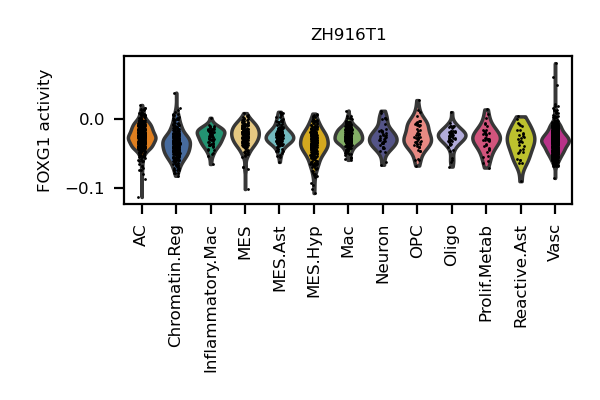 ZH916T1
FOXG1 activity
0.0
−0.1
AC
Chromatin.Reg
Inflammatory.Mac
MES
MES.Ast
MES.Hyp
Mac
Neuron
OPC
Oligo
Prolif.Metab
Reactive.Ast
Vasc